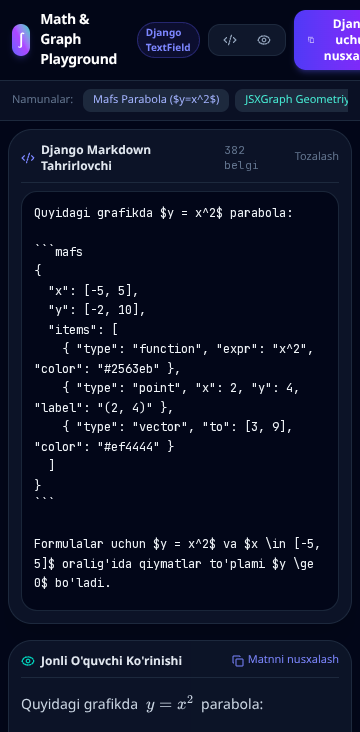 Math &
Graph
Playground
Django
TextField
Djan
uchu
nusxa
Namunalar:
Mafs Parabola ($y=x^2$)
JSXGraph Geometriy
Django Markdown
Tahrirlovchi
382
belgi
Tozalash
Quyidagi grafikda $y = x^2$ parabola:
```mafs
{
"x": [-5, 5],
"y": [-2, 10],
"items": [
{ "type": "function", "expr": "x^2",
"color": "#2563eb" },
{ "type": "point", "x": 2, "y": 4,
"label": "(2, 4)" },
{ "type": "vector", "to": [3, 9],
"color": "#ef4444" }
]
}
```
Formulalar uchun $y = x^2$ va $x \in [-5,
5]$ oralig'ida qiymatlar to'plami $y \ge
0$ bo'ladi.
Jonli O'quvchi Ko'rinishi
Matnni nusxalash
Quyidagi grafikda y = x² parabola: